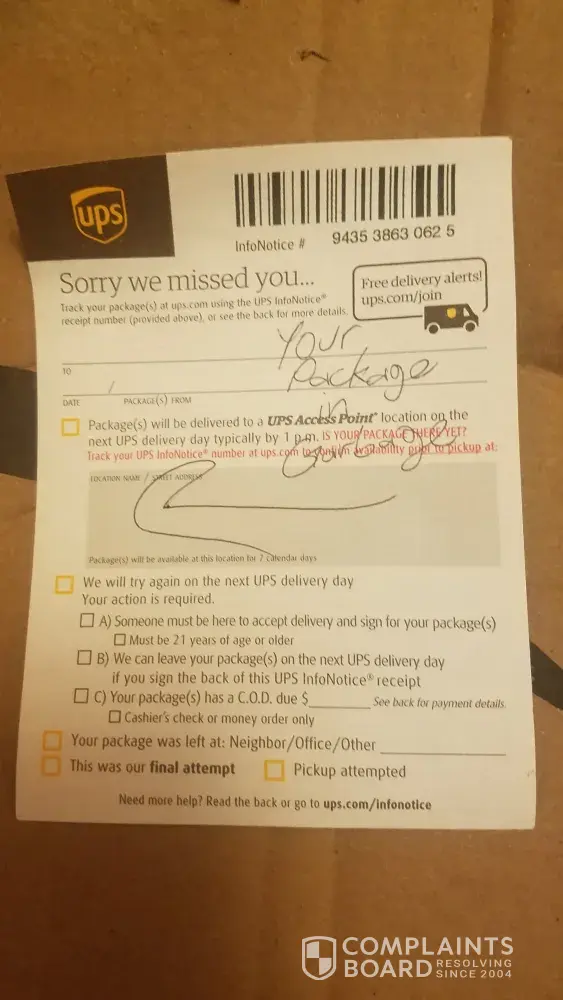 ups
InfoNotice # 9435 3863 062 5
Sorry we missed you...
Track your package(s) at ups.com using the UPS InfoNotice®
receipt number (provided above), or see the back for more details.
Free delivery alerts!
ups.com/join
Your
Package
in
Garbage
TO
DATE / PACKAGE(S) FROM
Package(s) will be delivered to a UPS Access Point® location on the
next UPS delivery day typically by 1 p.m. IS YOUR PACKAGE THERE YET?
Track your UPS InfoNotice® number at ups.com to confirm availability prior to pickup at:
LOCATION NAME / STREET ADDRESS
Package(s) will be available at this location for 7 calendar days
We will try again on the next UPS delivery day
Your action is required.
A) Someone must be here to accept delivery and sign for your package(s)
Must be 21 years of age or older
B) We can leave your package(s) on the next UPS delivery day
if you sign the back of this UPS InfoNotice® receipt
C) Your package(s) has a C.O.D. due $________ See back for payment details.
Cashier's check or money order only
Your package was left at: Neighbor/Office/Other ________
This was our final attempt Pickup attempted
Need more help? Read the back or go to ups.com/infonotice
COMPLAINTS
BOARD RESOLVING
SINCE 2004